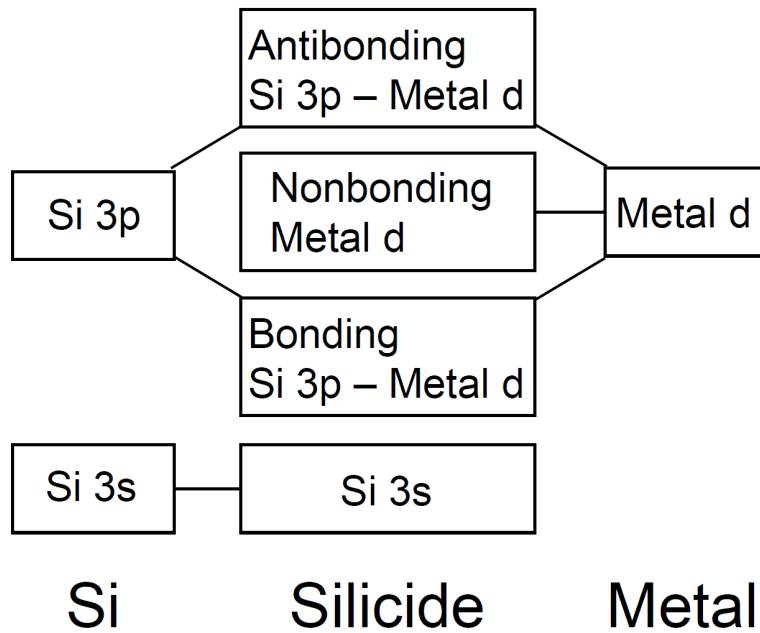 Antibonding
Si 3p – Metal d
Si 3p
Nonbonding
Metal d
Metal d
Bonding
Si 3p – Metal d
Si 3s
Si 3s
Si
Silicide
Metal